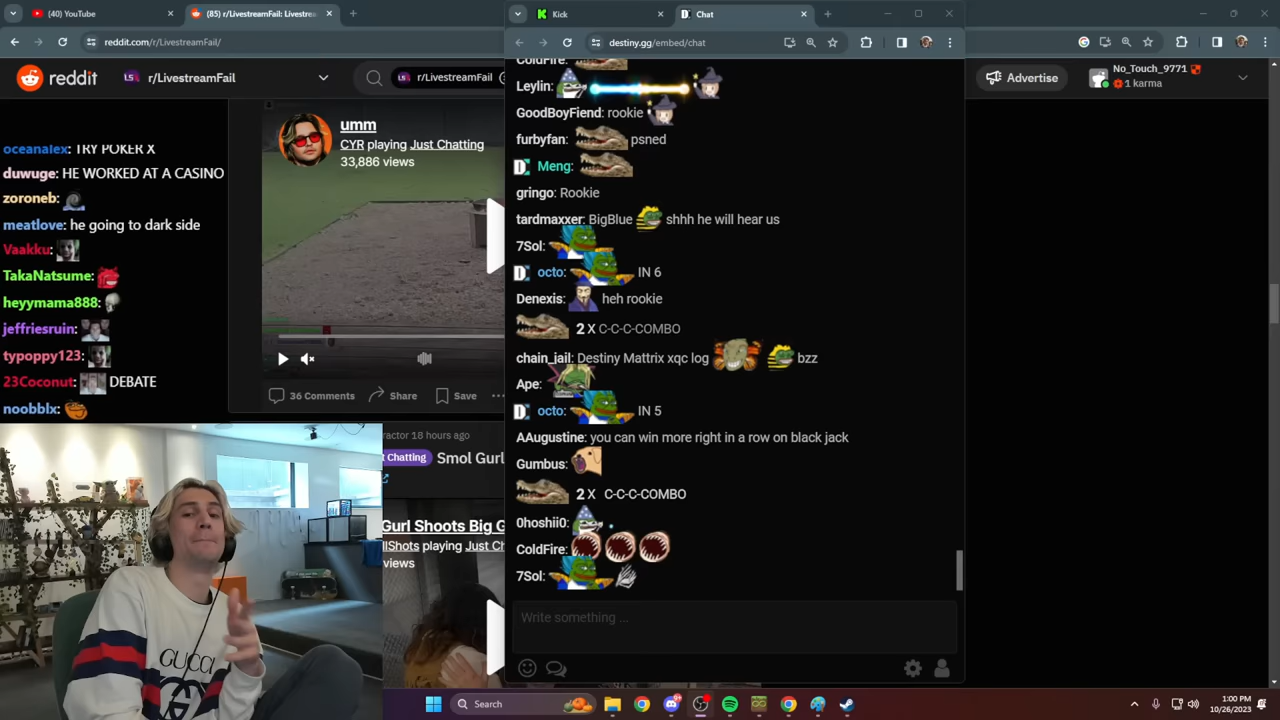 (40) YouTube
(85) r/LivestreamFail: Livestre
Kick
Chat
reddit.com/r/LivestreamFail/
destiny.gg/embed/chat
reddit
r/LivestreamFail
r/LivestreamFail
Advertise
No_Touch_9771
1 karma
oceanalex: TRY POKER X
duwuge: HE WORKED AT A CASINO
zoroneb:
meatlove: he going to dark side
Vaakku:
TakaNatsume:
heyymama888:
jeffriesruin:
typoppy123:
23Coconut: DEBATE
noobblx:
umm
CYR playing Just Chatting
33,886 views
36 Comments
Share
Save
ractor 18 hours ago
t Chatting
Smol Gurl
Gurl Shoots Big G
llShots playing Just Ch
views
ColdFire:
Leylin:
GoodBoyFiend: rookie
furbyfan: psned
Meng:
gringo: Rookie
tardmaxxer: BigBlue shhh he will hear us
7Sol:
octo: IN 6
Denexis: heh rookie
2 X C-C-C-COMBO
chain_jail: Destiny Mattrix xqc log bzz
Ape:
octo: IN 5
AAugustine: you can win more right in a row on black jack
Gumbus:
2 X C-C-C-COMBO
0hoshii0:
ColdFire:
7Sol:
Write something ...
GUCCI
Search
1:00 PM
10/26/2023